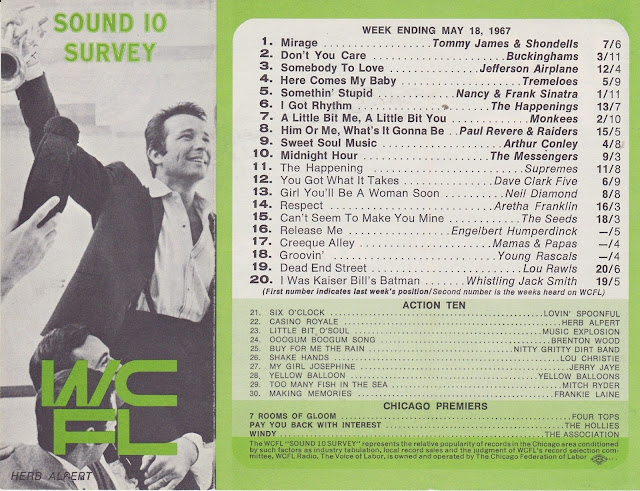 SOUND 10
SURVEY
WCFL
HERB ALPERT
WEEK ENDING MAY 18, 1967
1. Mirage ..................... Tommy James & Shondells 7/6
2. Don't You Care ..................... Buckinghams 3/11
3. Somebody To Love ............... Jefferson Airplane 12/4
4. Here Comes My Baby ..................... Tremeloes 5/9
5. Somethin' Stupid ............... Nancy & Frank Sinatra 1/11
6. I Got Rhythm ..................... The Happenings 13/7
7. A Little Bit Me, A Little Bit You ............... Monkees 2/10
8. Him Or Me, What's It Gonna Be .. Paul Revere & Raiders 15/5
9. Sweet Soul Music ..................... Arthur Conley 4/8
10. Midnight Hour ..................... The Messengers 9/3
11. The Happening ..................... Supremes 11/8
12. You Got What It Takes ............... Dave Clark Five 6/9
13. Girl You'll Be A Woman Soon ............ Neil Diamond 8/8
14. Respect ..................... Aretha Franklin 16/3
15. Can't Seem To Make You Mine ............ The Seeds 18/3
16. Release Me ............... Engelbert Humperdinck —/5
17. Creeque Alley ..................... Mamas & Papas —/4
18. Groovin' ..................... Young Rascals —/4
19. Dead End Street ..................... Lou Rawls 20/6
20. I Was Kaiser Bill's Batman ...... Whistling Jack Smith 19/5
(First number indicates last week's position/Second number is the weeks heard on WCFL)
ACTION TEN
21. SIX O'CLOCK ..................... LOVIN' SPOONFUL
22. CASINO ROYALE ..................... HERB ALPERT
23. LITTLE BIT O'SOUL ..................... MUSIC EXPLOSION
24. OOOGUM BOOGUM SONG ..................... BRENTON WOOD
25. BUY FOR ME THE RAIN ............... NITTY GRITTY DIRT BAND
26. SHAKE HANDS ..................... LOU CHRISTIE
27. MY GIRL JOSEPHINE ..................... JERRY JAYE
28. YELLOW BALLOON ..................... YELLOW BALLOONS
29. TOO MANY FISH IN THE SEA ..................... MITCH RYDER
30. MAKING MEMORIES ..................... FRANKIE LAINE
CHICAGO PREMIERS
7 ROOMS OF GLOOM ..................... FOUR TOPS
PAY YOU BACK WITH INTEREST ..................... THE HOLLIES
WINDY ..................... THE ASSOCIATION
The WCFL "SOUND 10 SURVEY" represents the relative popularity of records in the Chicago area conditioned
by such factors as industry tabulation, local record sales and the judgment of WCFL's record selection com-
mittee, WCFL Radio, The Voice of Labor, is owned and operated by The Chicago Federation of Labor